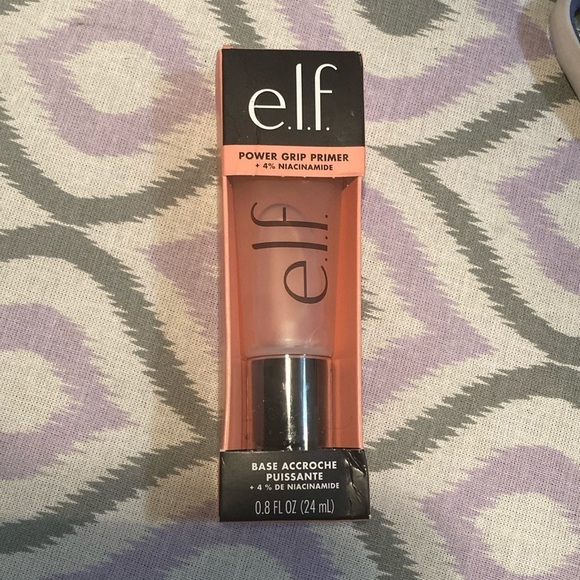 e.l.f.
POWER GRIP PRIMER
+ 4% NIACINAMIDE
e.l.f.
BASE ACCROCHE
PUISSANTE
+ 4 % DE NIACINAMIDE
0.8 FL OZ (24 mL)